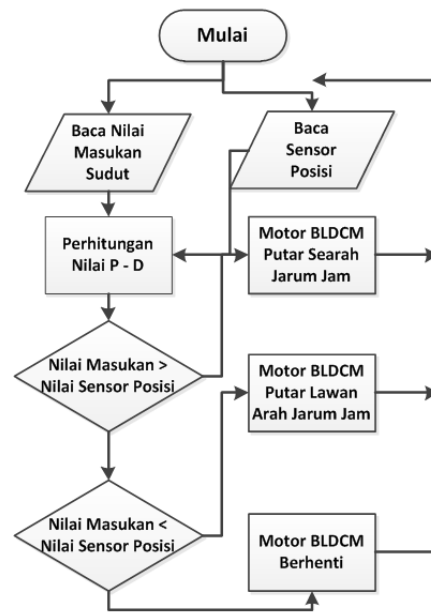 Mulai
Baca Nilai
Masukan
Sudut
Baca
Sensor
Posisi
Perhitungan
Nilai P - D
Motor BLDCM
Putar Searah
Jarum Jam
Nilai Masukan >
Nilai Sensor Posisi
Motor BLDCM
Putar Lawan
Arah Jarum Jam
Nilai Masukan <
Nilai Sensor Posisi
Motor BLDCM
Berhenti